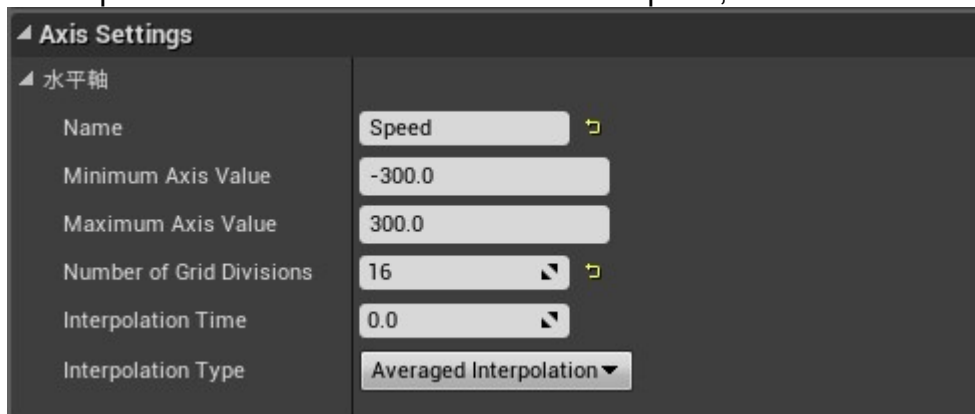 Axis Settings
水平軸
Name Speed
Minimum Axis Value -300.0
Maximum Axis Value 300.0
Number of Grid Divisions 16
Interpolation Time 0.0
Interpolation Type Averaged Interpolation